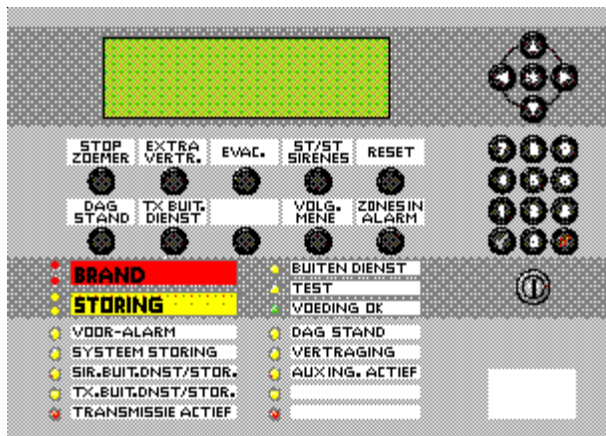 STOP ZOEMER
EXTRA VERTR.
EVAC.
ST/ST SIRENES
RESET
DAG STAND
TX BUIT. DIENST
VOLG. MENE
ZONES IN ALARM
BRAND
STORING
VOOR-ALARM
SYSTEEM STORING
SIR.BUIT.DNST/STOR.
TX.BUIT.DNST/STOR.
TRANSMISSIE ACTIEF
BUITEN DIENST
TEST
VOEDING OK
DAG STAND
VERTRAGING
AUX ING. ACTIEF